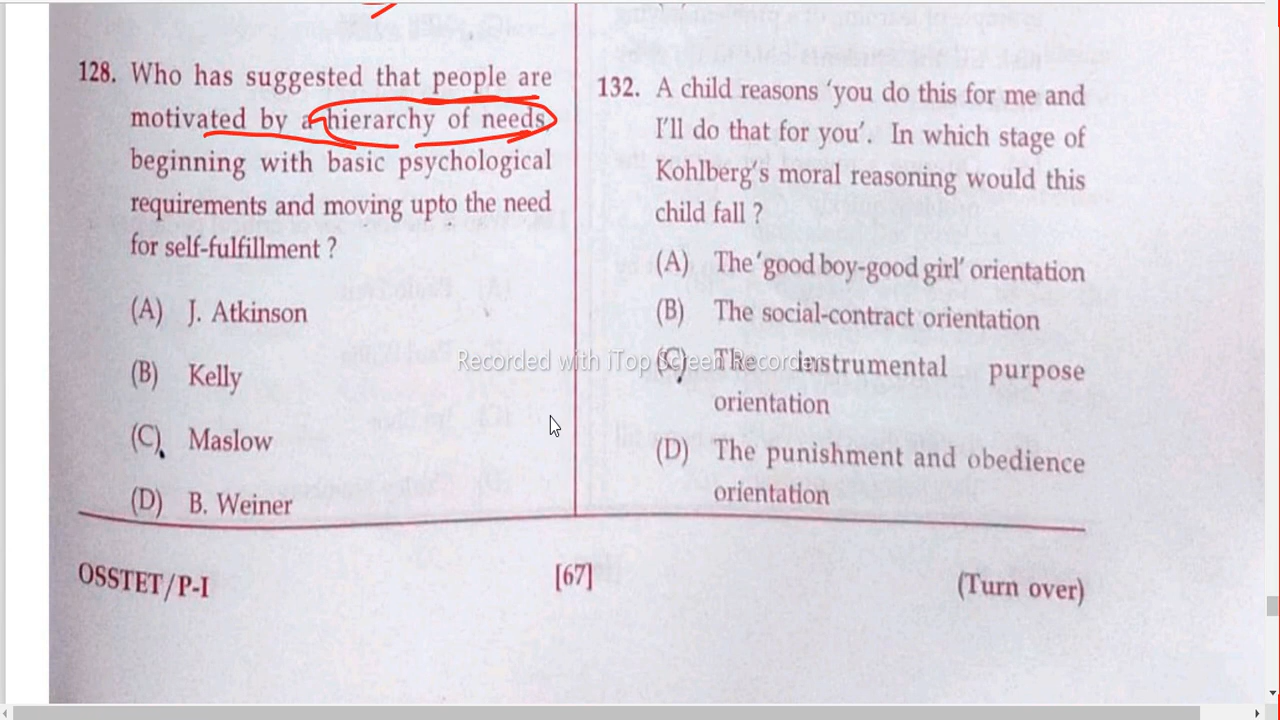 128. Who has suggested that people are
motivated by a hierarchy of needs
beginning with basic psychological
requirements and moving upto the need
for self-fulfillment ?
(A) J. Atkinson
(B) Kelly
(C) Maslow
(D) B. Weiner
132. A child reasons ‘you do this for me and
I'll do that for you’. In which stage of
Kohlberg's moral reasoning would this
child fall ?
(A) The ‘good boy-good girl’ orientation
(B) The social-contract orientation
(C) The instrumental purpose
orientation
(D) The punishment and obedience
orientation
Recorded with iTop Screen Recorder
OSSTET/P-I
[67]
(Turn over)